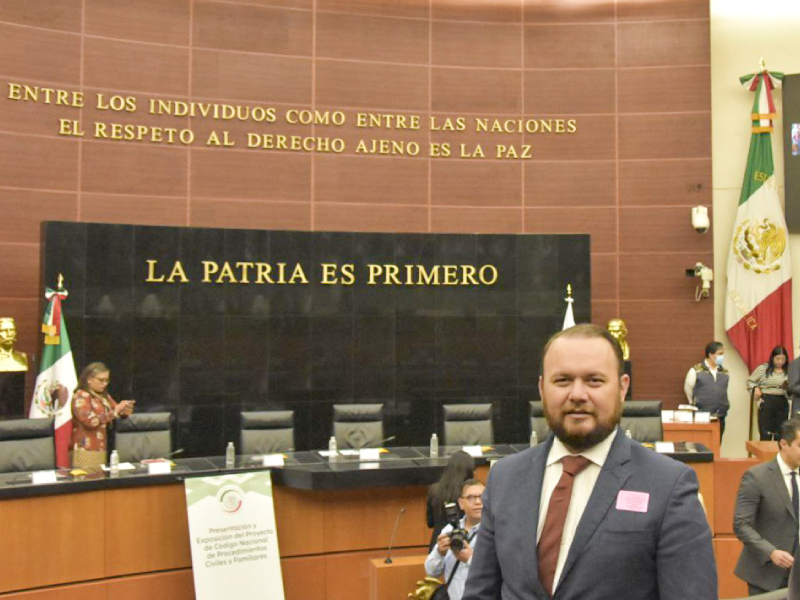 ENTRE LOS INDIVIDUOS COMO ENTRE LAS NACIONES
EL RESPETO AL DERECHO AJENO ES LA PAZ
LA PATRIA ES PRIMERO
Presentación y
Exposición del Proyecto
de Código Nacional
de Procedimientos
Civiles y Familiares